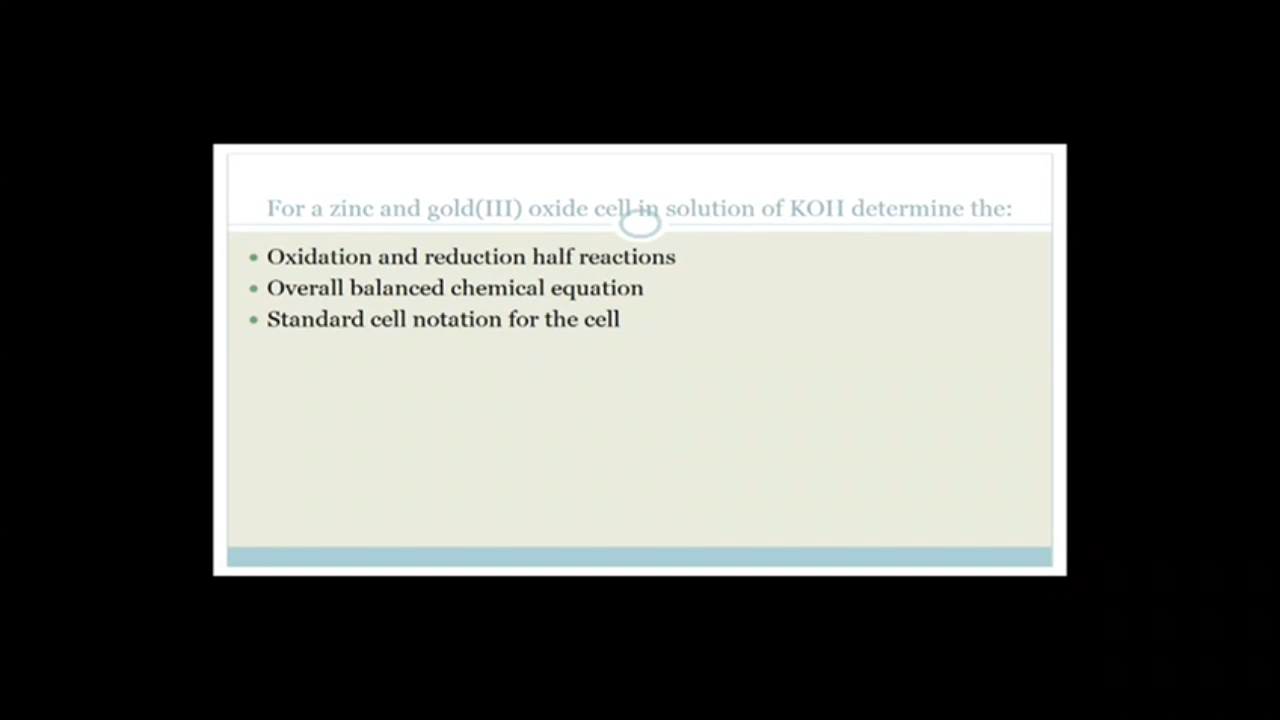 For a zinc and gold(III) oxide cell in solution of KOH determine the:
• Oxidation and reduction half reactions
• Overall balanced chemical equation
• Standard cell notation for the cell